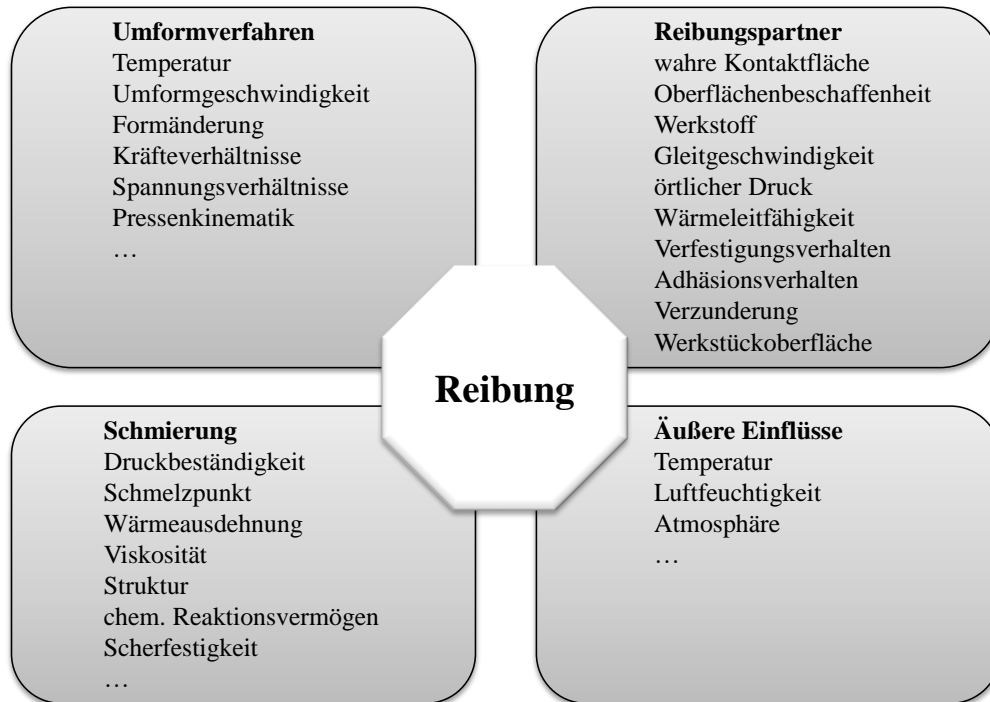 Umformverfahren
Temperatur
Umformgeschwindigkeit
Formänderung
Kräfteverhältnisse
Spannungsverhältnisse
Pressenkinematik
…
Reibungspartner
wahre Kontaktfläche
Oberflächenbeschaffenheit
Werkstoff
Gleitgeschwindigkeit
örtlicher Druck
Wärmeleitfähigkeit
Verfestigungsverhalten
Adhäsionsverhalten
Verzunderung
Werkstückoberfläche
Reibung
Schmierung
Druckbeständigkeit
Schmelzpunkt
Wärmeausdehnung
Viskosität
Struktur
chem. Reaktionsvermögen
Scherfestigkeit
…
Äußere Einflüsse
Temperatur
Luftfeuchtigkeit
Atmosphäre
…